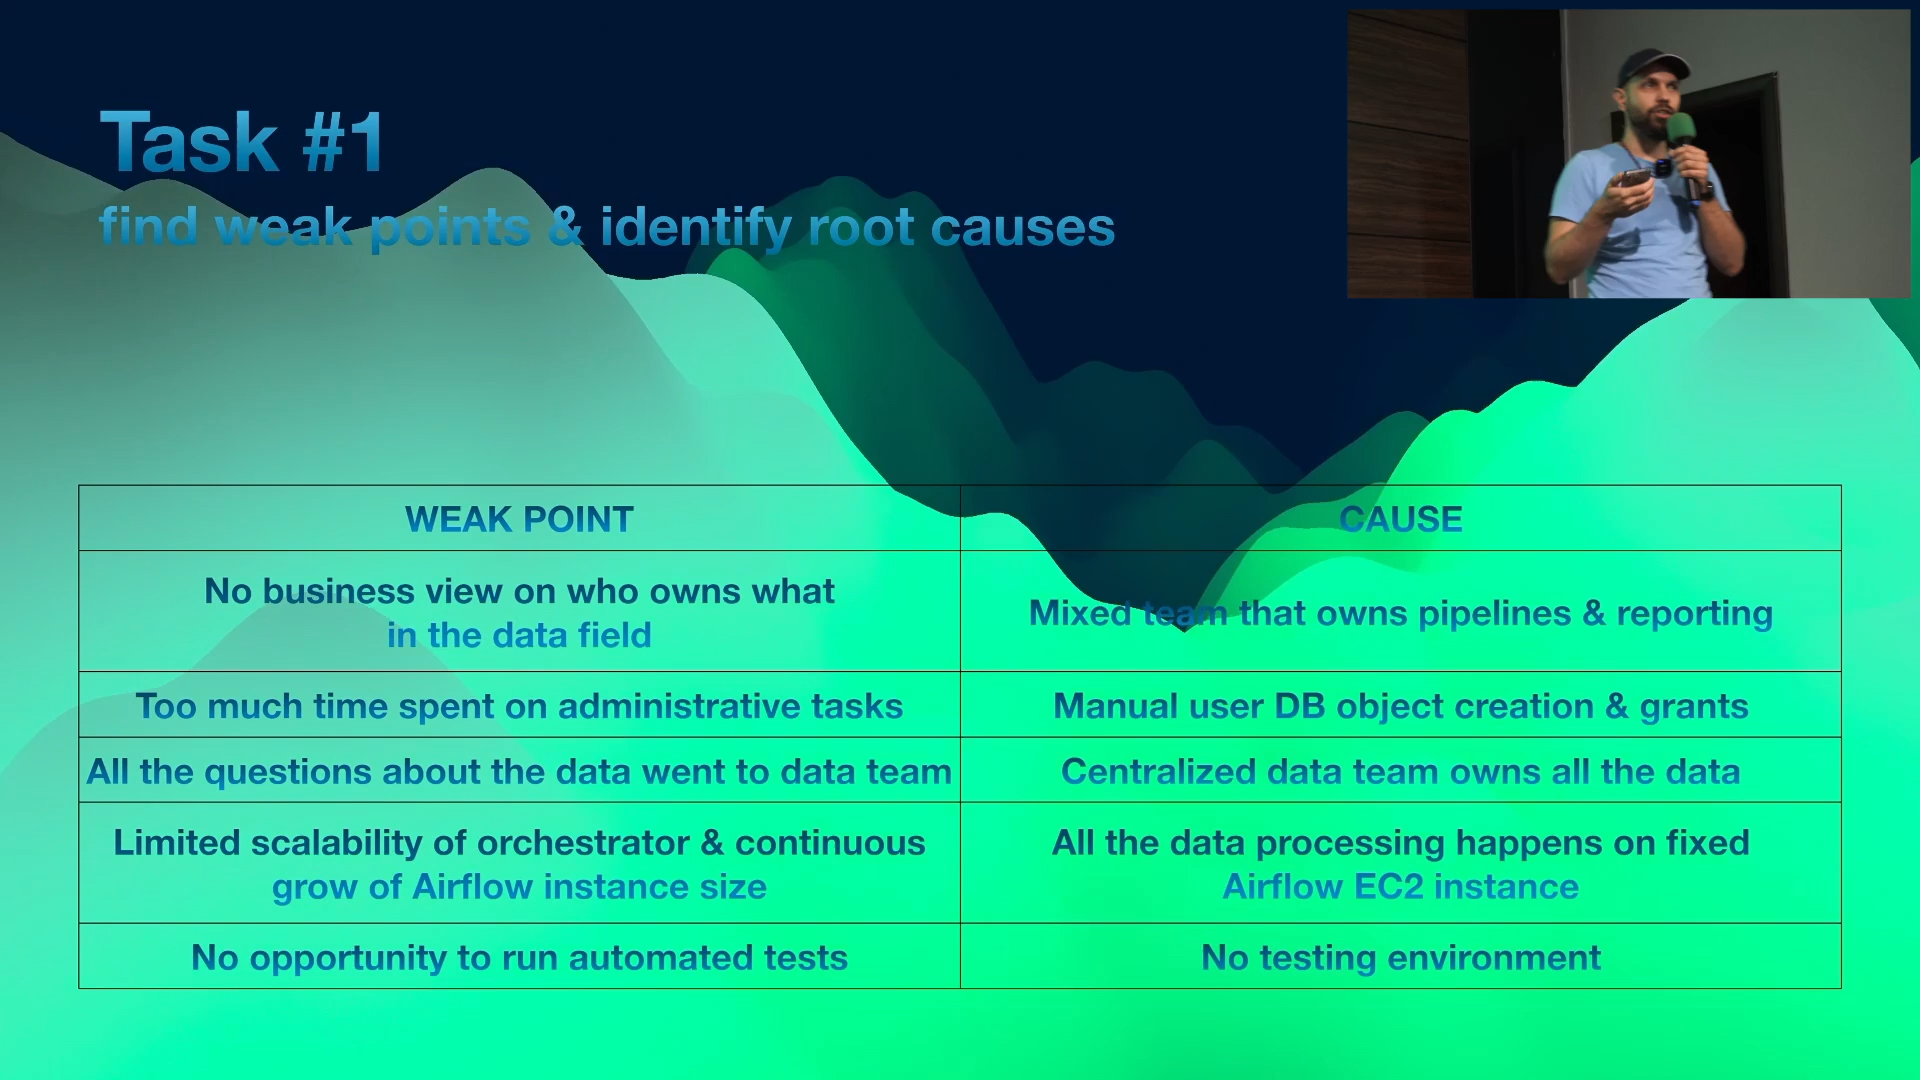 Task #1
find weak points & identify root causes
WEAK POINT
CAUSE
No business view on who owns what
in the data field
Mixed team that owns pipelines & reporting
Too much time spent on administrative tasks
Manual user DB object creation & grants
All the questions about the data went to data team
Centralized data team owns all the data
Limited scalability of orchestrator & continuous
grow of Airflow instance size
All the data processing happens on fixed
Airflow EC2 instance
No opportunity to run automated tests
No testing environment